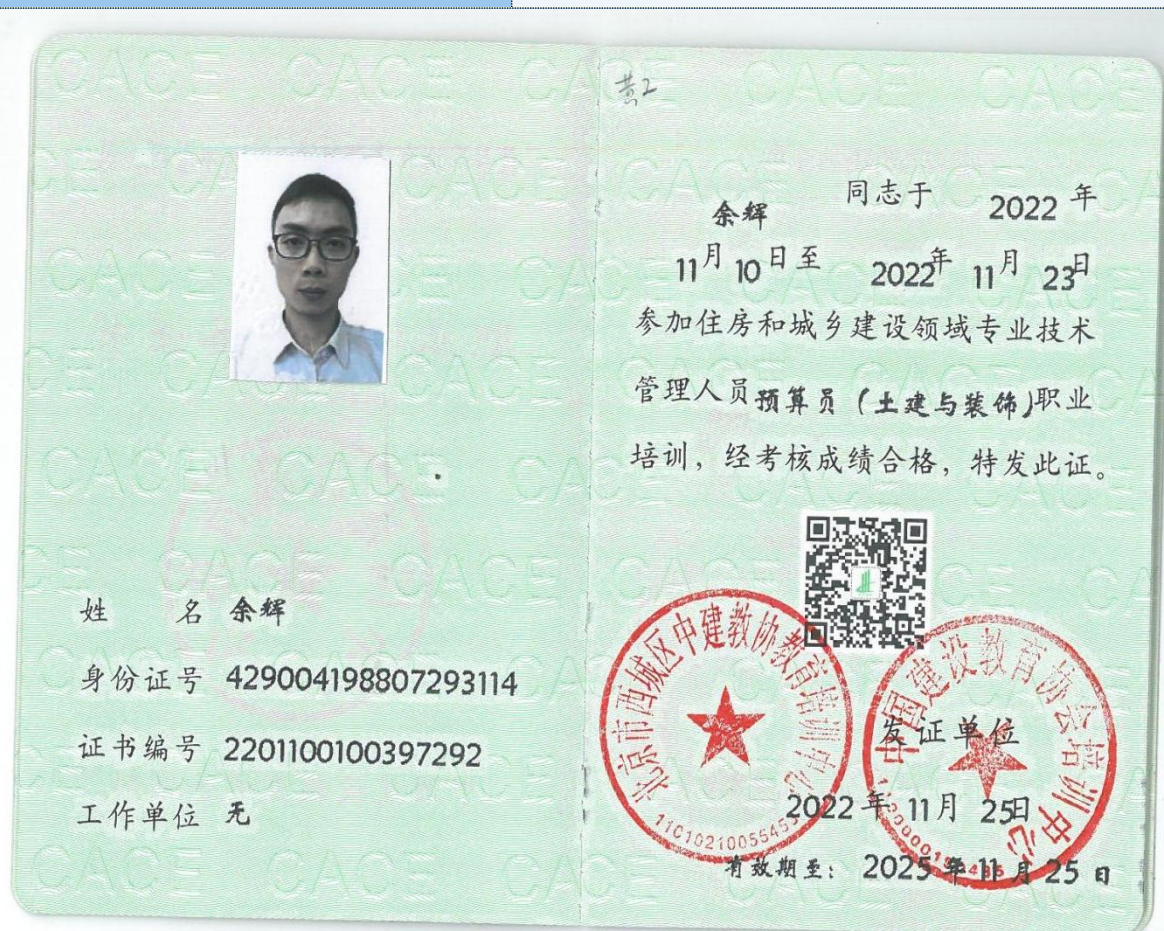 黄2
姓 名 余辉
身份证号 429004198807293114
证书编号 2201100100397292
工作单位 无
余辉 同志于 2022 年
11月 10日至 2022年 11月 23日
参加住房和城乡建设领域专业技术
管理人员预算员(土建与装饰)职业
培训,经考核成绩合格,特发此证。
北京市西城区中建教协教育培训中心
中国建设教育协会培训中心
发证单位
2022年 11月 25日
有效期至: 2025年11月25日
CACE